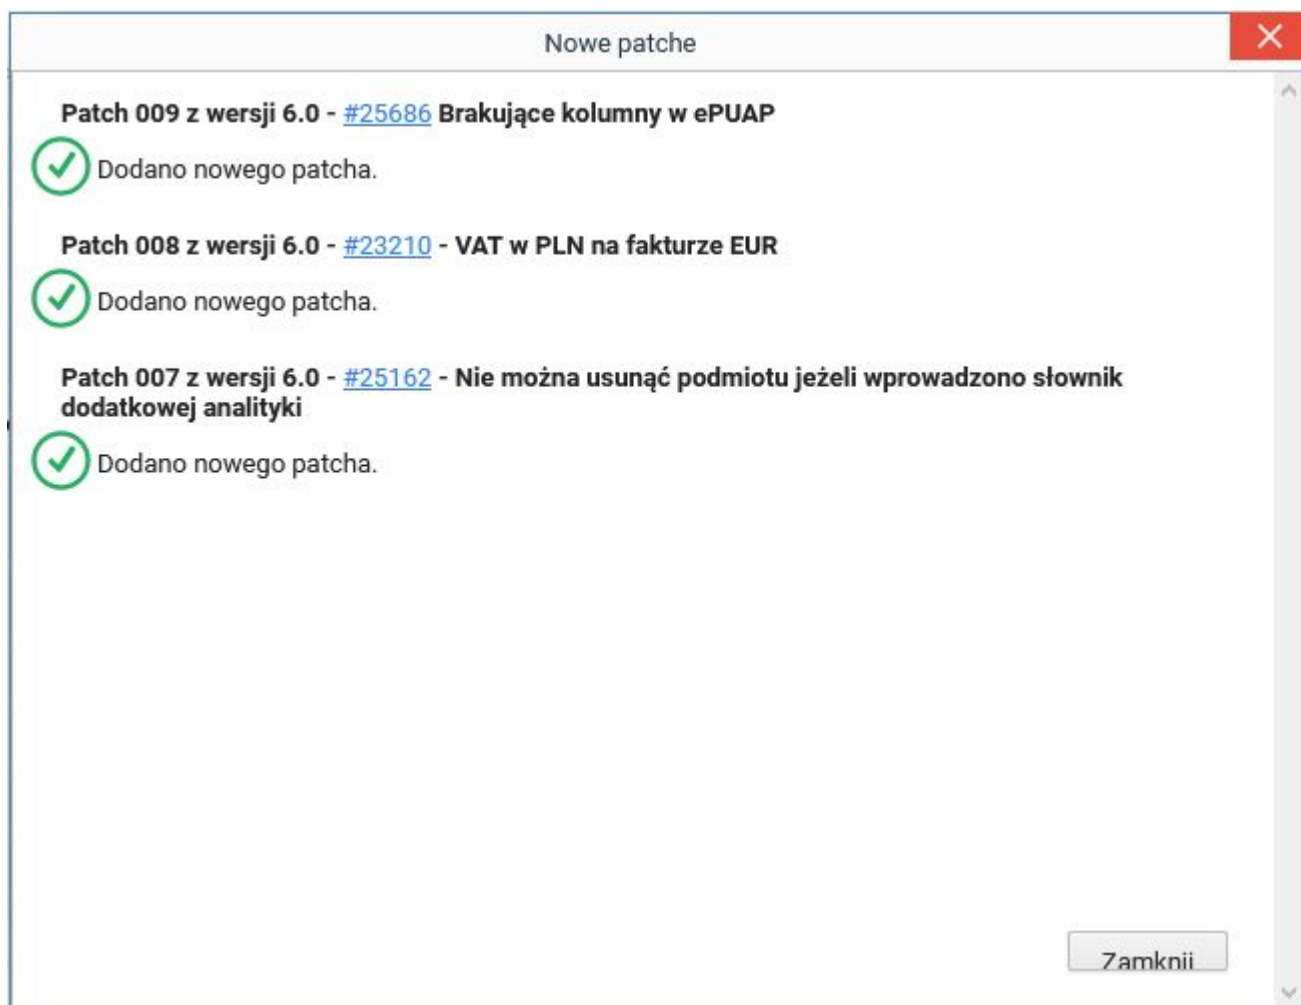 Nowe patche
Patch 009 z wersji 6.0 - #25686 Brakujące kolumny w ePUAP
Dodano nowego patcha.
Patch 008 z wersji 6.0 - #23210 - VAT w PLN na fakturze EUR
Dodano nowego patcha.
Patch 007 z wersji 6.0 - #25162 - Nie można usunąć podmiotu jeżeli wprowadzono słownik
dodatkowej analityki
Dodano nowego patcha.
Zamknij